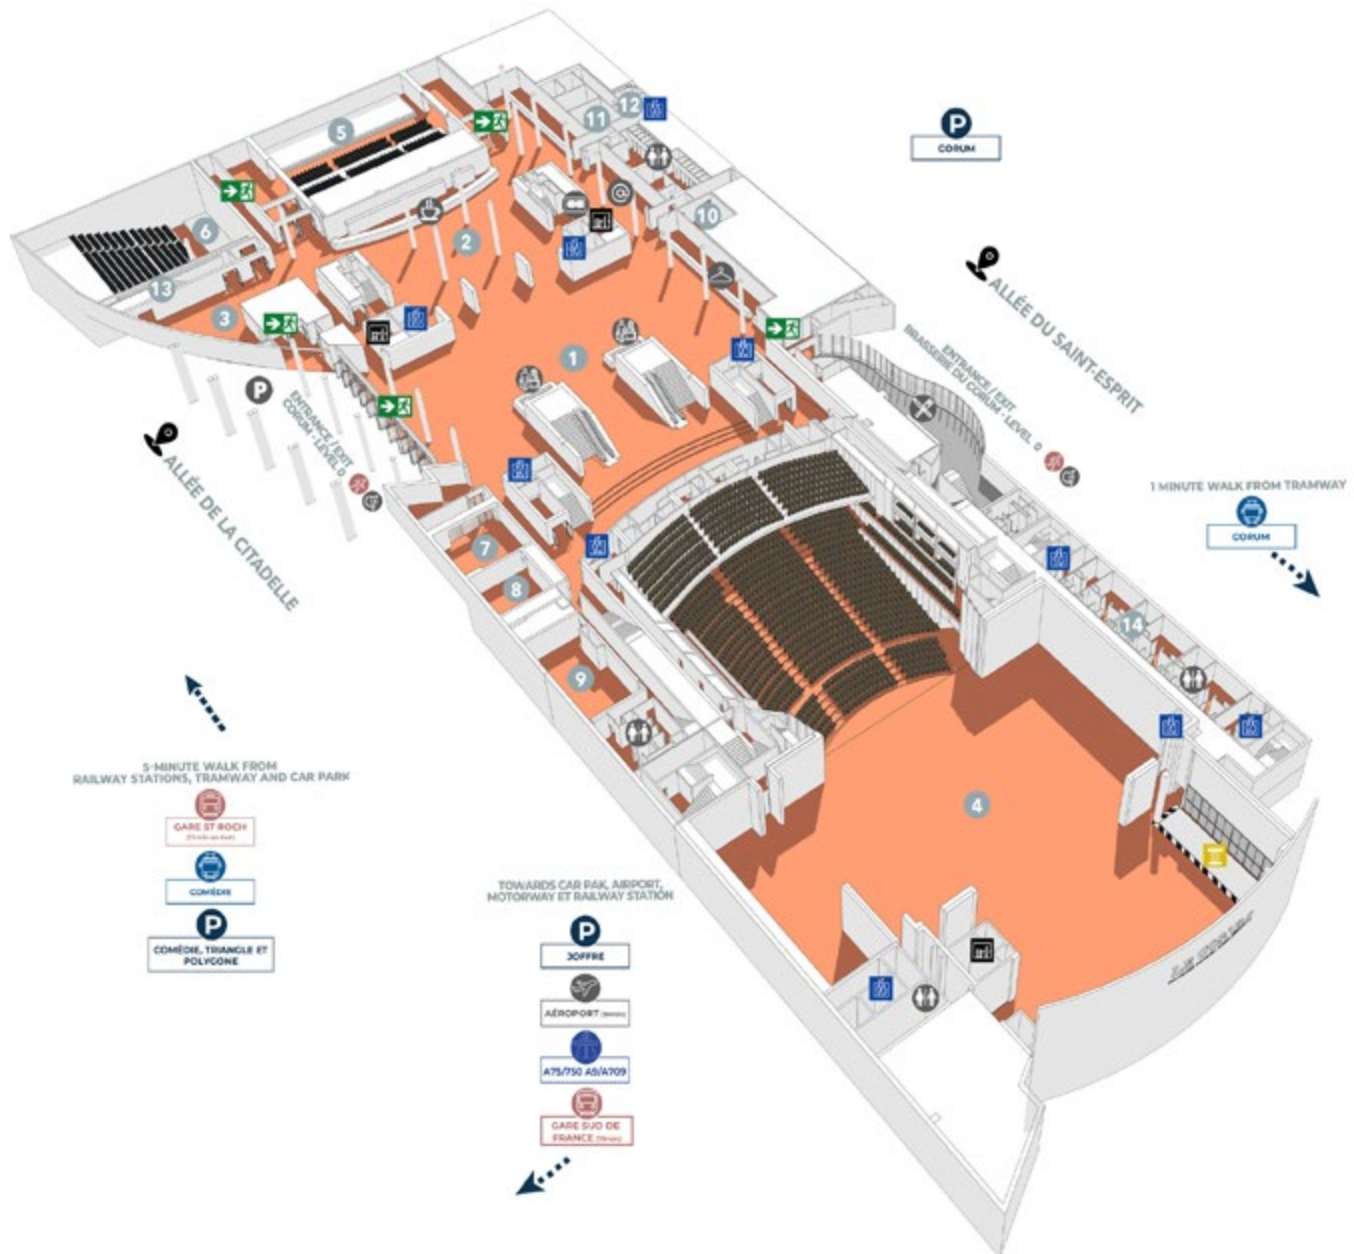 12
11
5
P
CORUM
@
10
6
2
13
3
ALLÉE DU SAINT-ESPRIT
1
ENTRANCE / EXIT
BRASSERIE DU CORUM - LEVEL 0
P
ENTRANCE / EXIT
CORUM - LEVEL 0
ALLÉE DE LA CITADELLE
1 MINUTE WALK FROM TRAMWAY
CORUM
7
8
14
9
4
5-MINUTE WALK FROM
RAILWAY STATIONS, TRAMWAY AND CAR PARK
GARE ST ROCH
COMÉDIE
P
COMÉDIE, TRIANGLE ET
POLYGONE
TOWARDS CAR PAK, AIRPORT,
MOTORWAY ET RAILWAY STATION
P
JOFFRE
AÉROPORT
A75/750 A9/A709
GARE SUD DE
FRANCE
LE CORUM